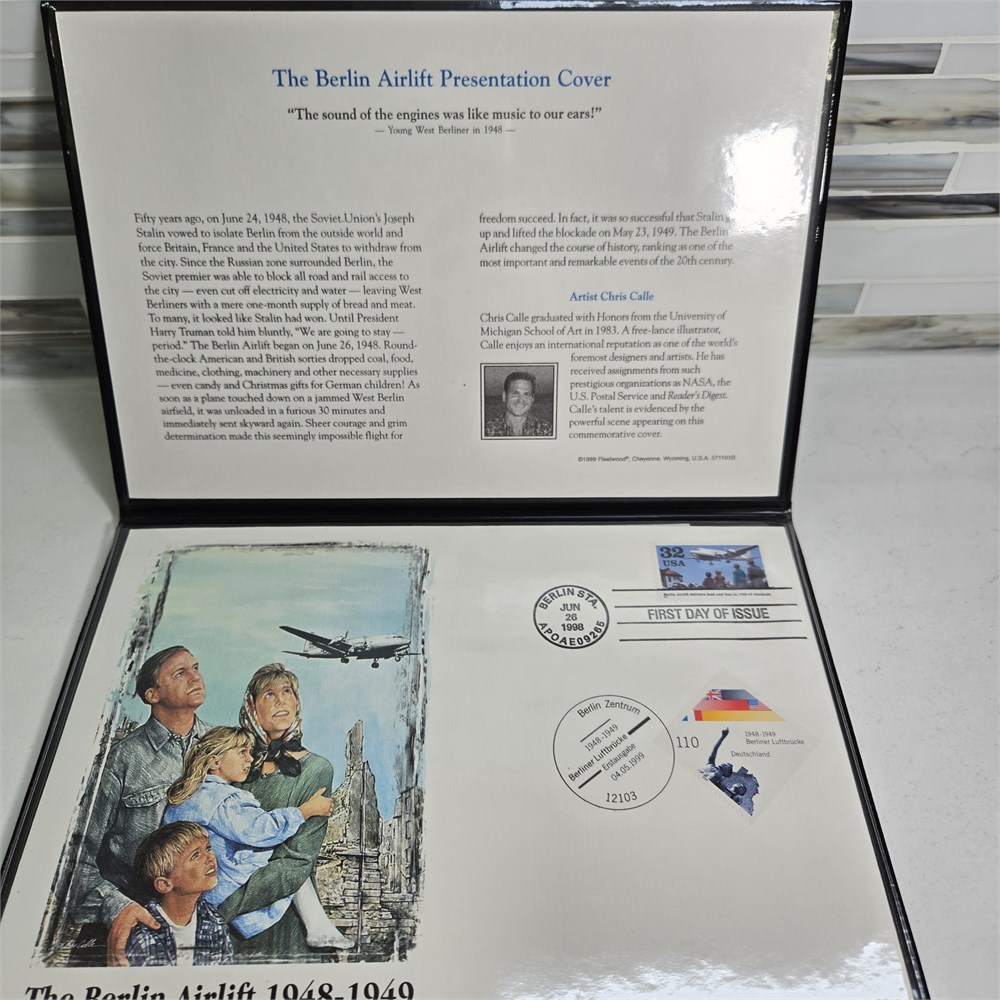 The Berlin Airlift Presentation Cover
“The sound of the engines was like music to our ears!”
— Young West Berliner in 1948 —
Fifty years ago, on June 24, 1948, the Soviet Union's Joseph
Stalin vowed to isolate Berlin from the outside world and
force Britain, France and the United States to withdraw from
the city. Since the Russian zone surrounded Berlin, the
Soviet premier was able to block all road and rail access to
the city — even cut off electricity and water — leaving West
Berliners with a mere one-month supply of bread and meat.
To many, it looked like Stalin had won. Until President
Harry Truman told him bluntly, “We are going to stay —
period.” The Berlin Airlift began on June 26, 1948. Round-
the-clock American and British sorties dropped coal, food,
medicine, clothing, machinery and other necessary supplies
— even candy and Christmas gifts for German children! As
soon as a plane touched down on a jammed West Berlin
airfield, it was unloaded in a furious 30 minutes and
immediately sent skyward again. Sheer courage and grim
determination made this seemingly impossible flight for
freedom succeed. In fact, it was so successful that Stalin
up and lifted the blockade on May 23, 1949. The Berlin
Airlift changed the course of history, ranking as one of the
most important and remarkable events of the 20th century.
Artist Chris Calle
Chris Calle graduated with Honors from the University of
Michigan School of Art in 1983. A free-lance illustrator,
Calle enjoys an international reputation as one of the world's
foremost designers and artists. He has
received assignments from such
prestigious organizations as NASA, the
U.S. Postal Service and Reader's Digest.
Calle's talent is evidenced by the
powerful scene appearing on this
commemorative cover.
Fleetwood®, Cheyenne, Wyoming, U.S.A.
32
USA
BERLIN STA.
JUN
26
1998
APOAE09265
FIRST DAY OF ISSUE
Berlin Zentrum
1948-1949
Berliner Luftbrücke
Erstausgabe
04.05.1999
12103
110
1948-1949
Berliner Luftbrücke
Deutschland
The Berlin Airlift 1948-1949